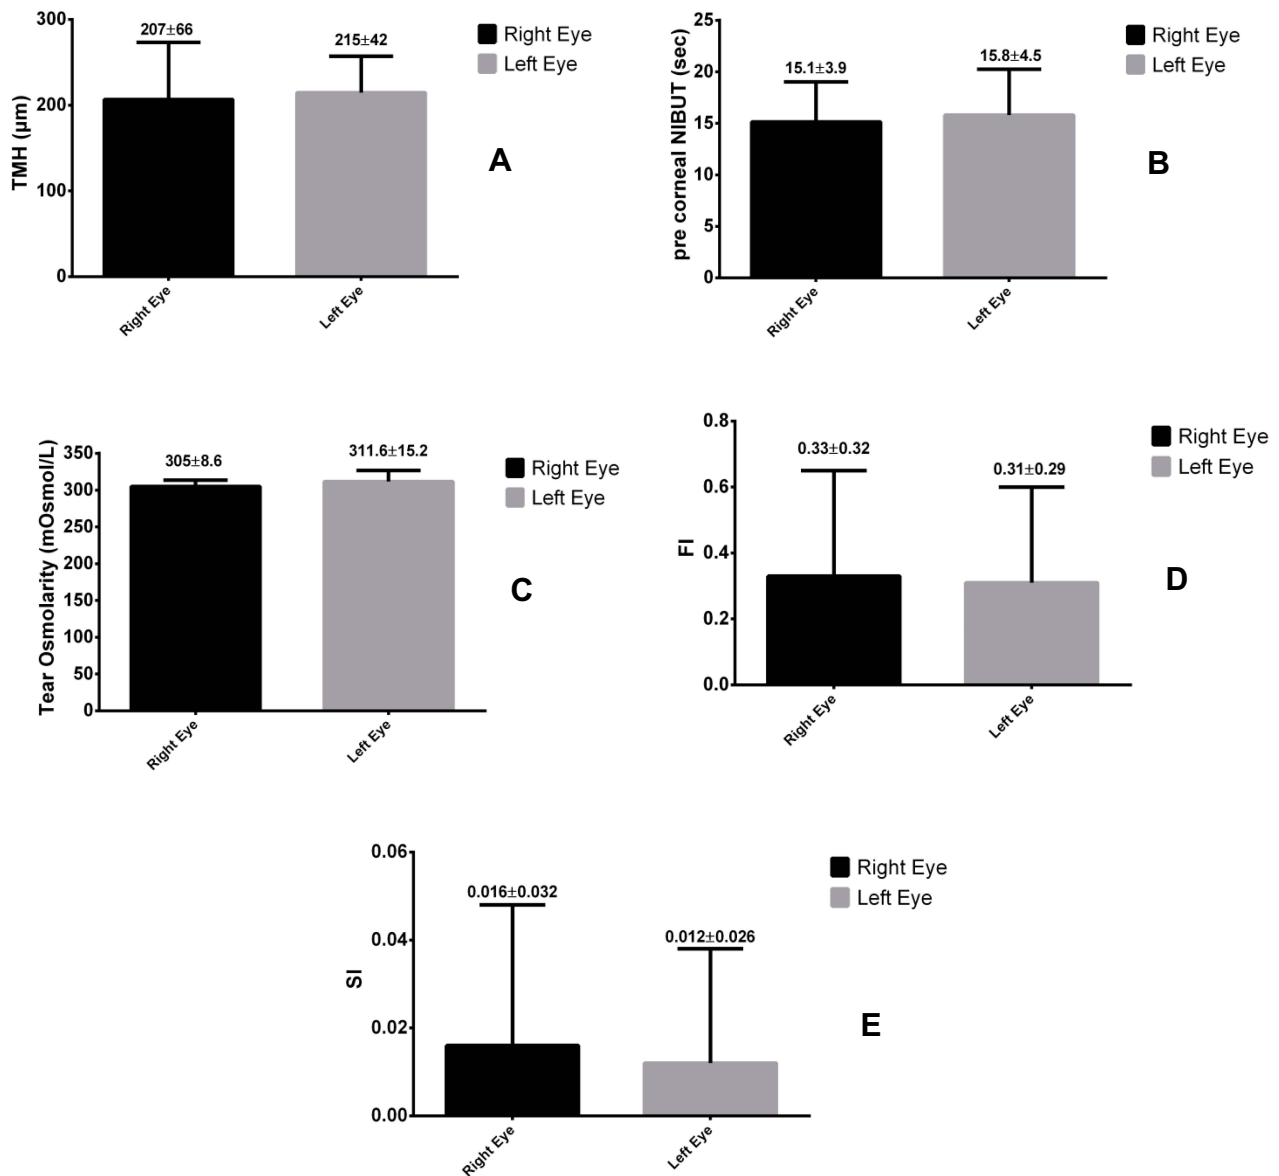 300
200
100
0
TMH (µm)
207±66
215±42
Right Eye
Left Eye
Right Eye
Left Eye
A
25
20
15
10
5
0
pre corneal NIBUT (sec)
15.1±3.9
15.8±4.5
Right Eye
Left Eye
Right Eye
Left Eye
B
350
300
250
200
150
100
50
0
Tear Osmolarity (mOsmol/L)
305±8.6
311.6±15.2
Right Eye
Left Eye
Right Eye
Left Eye
C
0.8
0.6
0.4
0.2
0.0
FI
0.33±0.32
0.31±0.29
Right Eye
Left Eye
Right Eye
Left Eye
D
0.06
0.04
0.02
0.00
SI
0.016±0.032
0.012±0.026
Right Eye
Left Eye
Right Eye
Left Eye
E